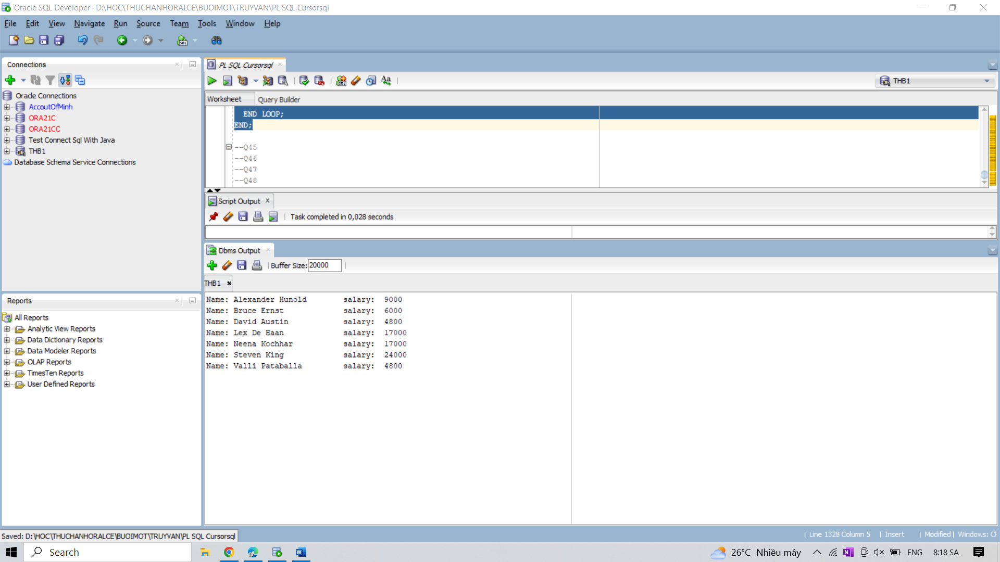 Oracle SQL Developer : D:\HOC\THUCHANHORALCE\BUOIMOT\TRUYVAN\PL SQL Cursorsql
File Edit View Navigate Run Source Team Tools Window Help
Connections
Oracle Connections
AccoutOfMinh
ORA21C
ORA21CC
Test Connect Sql With Java
THB1
Database Schema Service Connections
Reports
All Reports
Analytic View Reports
Data Dictionary Reports
Data Modeler Reports
OLAP Reports
TimesTen Reports
User Defined Reports
PL SQL Cursorsql
THB1
Worksheet Query Builder
END LOOP;
END;
--Q45
--Q46
--Q47
--Q48
Script Output
Task completed in 0,028 seconds
Dbms Output
Buffer Size: 20000
THB1
Name: Alexander Hunold salary: 9000
Name: Bruce Ernst salary: 6000
Name: David Austin salary: 4800
Name: Lex De Haan salary: 17000
Name: Neena Kochhar salary: 17000
Name: Steven King salary: 24000
Name: Valli Pataballa salary: 4800
Saved: D:\HOC\THUCHANHORALCE\BUOIMOT\TRUYVAN\PL SQL Cursorsql
| Line 1328 Column 5 | Insert | Modified | Windows: CF
Search
26°C Nhiều mây
ENG
8:18 SA